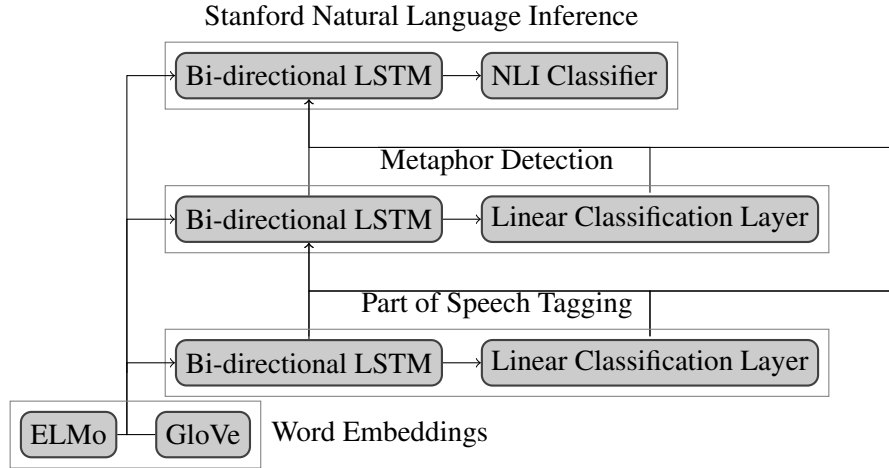 Stanford Natural Language Inference
Bi-directional LSTM
NLI Classifier
Metaphor Detection
Bi-directional LSTM
Linear Classification Layer
Part of Speech Tagging
Bi-directional LSTM
Linear Classification Layer
ELMo
GloVe
Word Embeddings